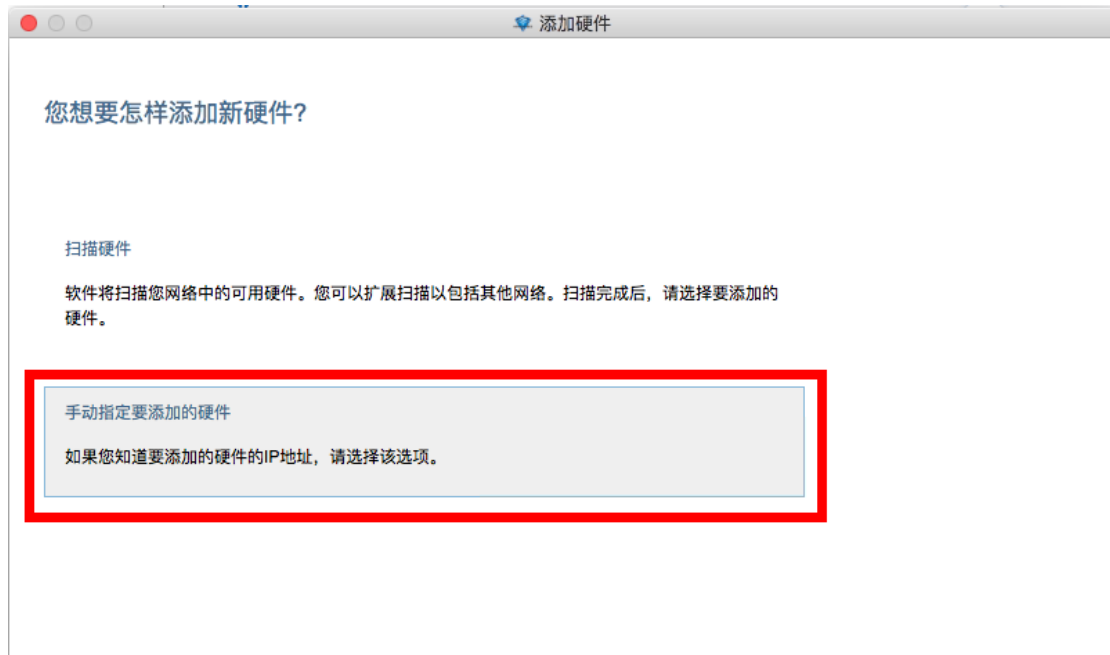 添加硬件
您想要怎样添加新硬件?
扫描硬件
软件将扫描您网络中的可用硬件。您可以扩展扫描以包括其他网络。扫描完成后，请选择要添加的
硬件。
手动指定要添加的硬件
如果您知道要添加的硬件的IP地址，请选择该选项。